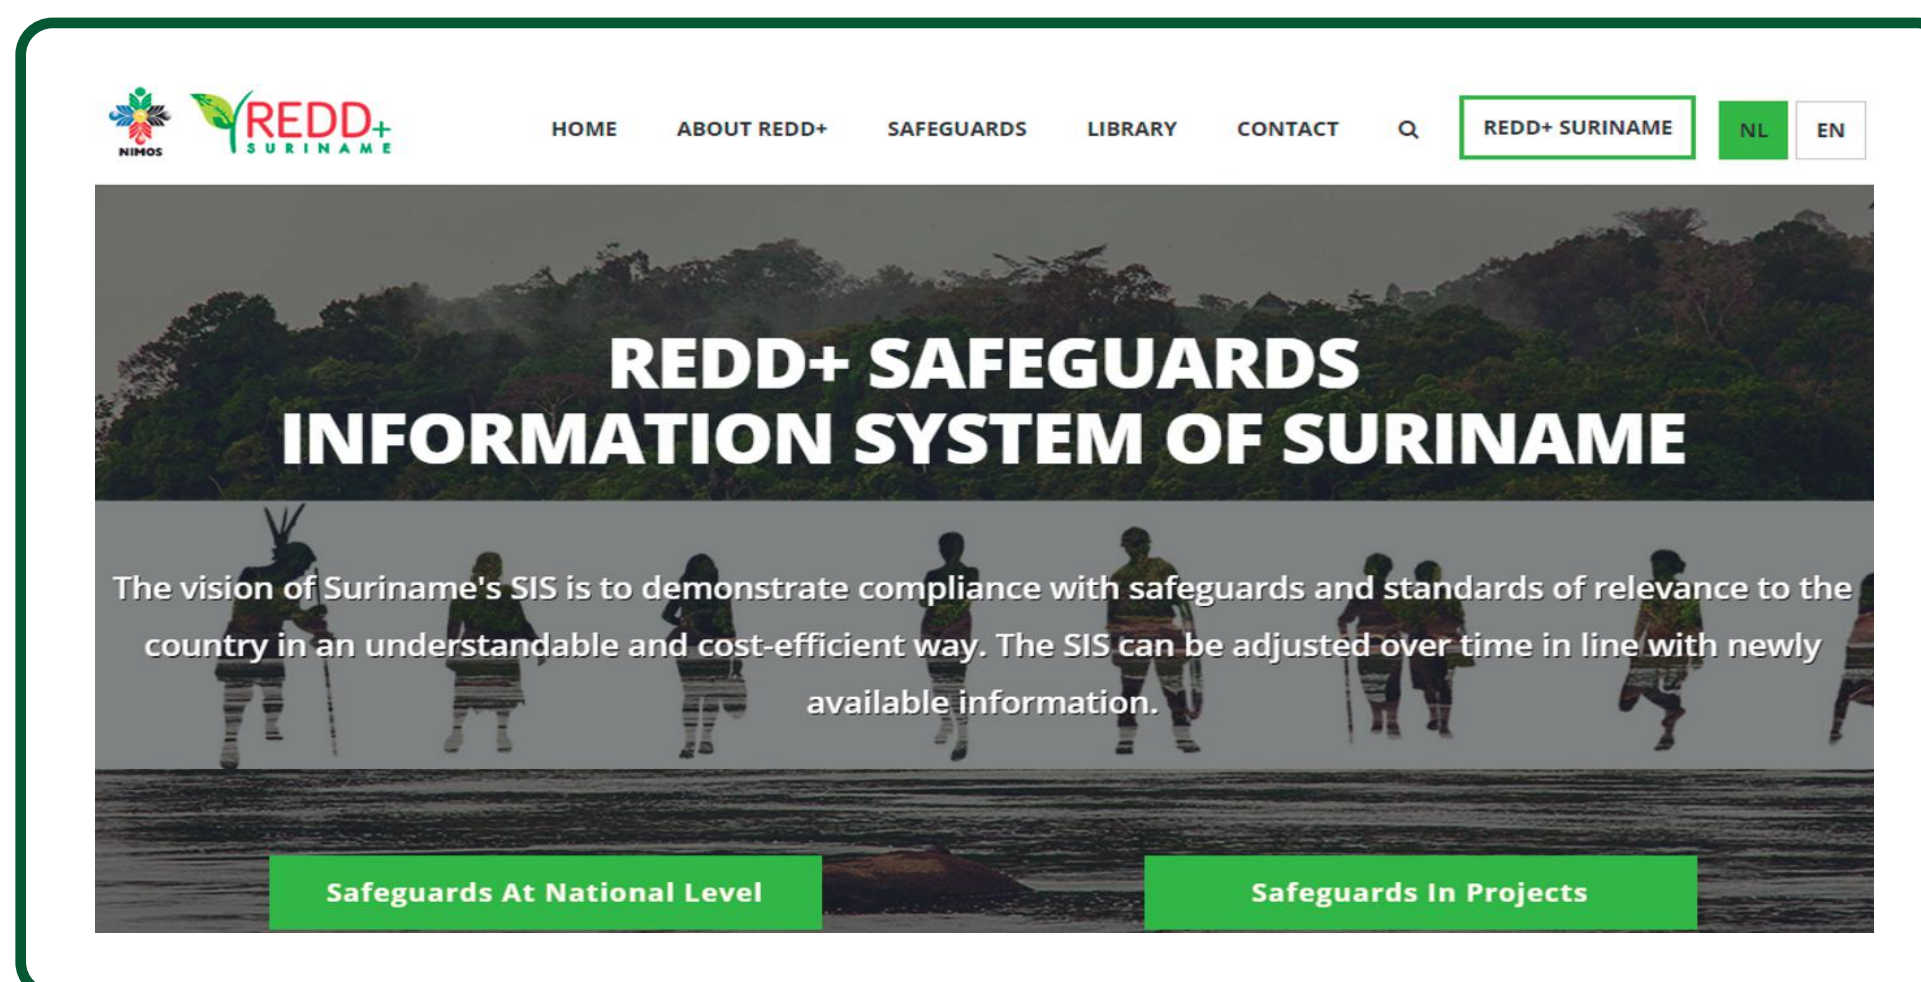 NIMOS
REDD+
SURINAME
HOME ABOUT REDD+ SAFEGUARDS LIBRARY CONTACT REDD+ SURINAME NL EN
REDD+ SAFEGUARDS
INFORMATION SYSTEM OF SURINAME
The vision of Suriname's SIS is to demonstrate compliance with safeguards and standards of relevance to the
country in an understandable and cost-efficient way. The SIS can be adjusted over time in line with newly
available information.
Safeguards At National Level Safeguards In Projects